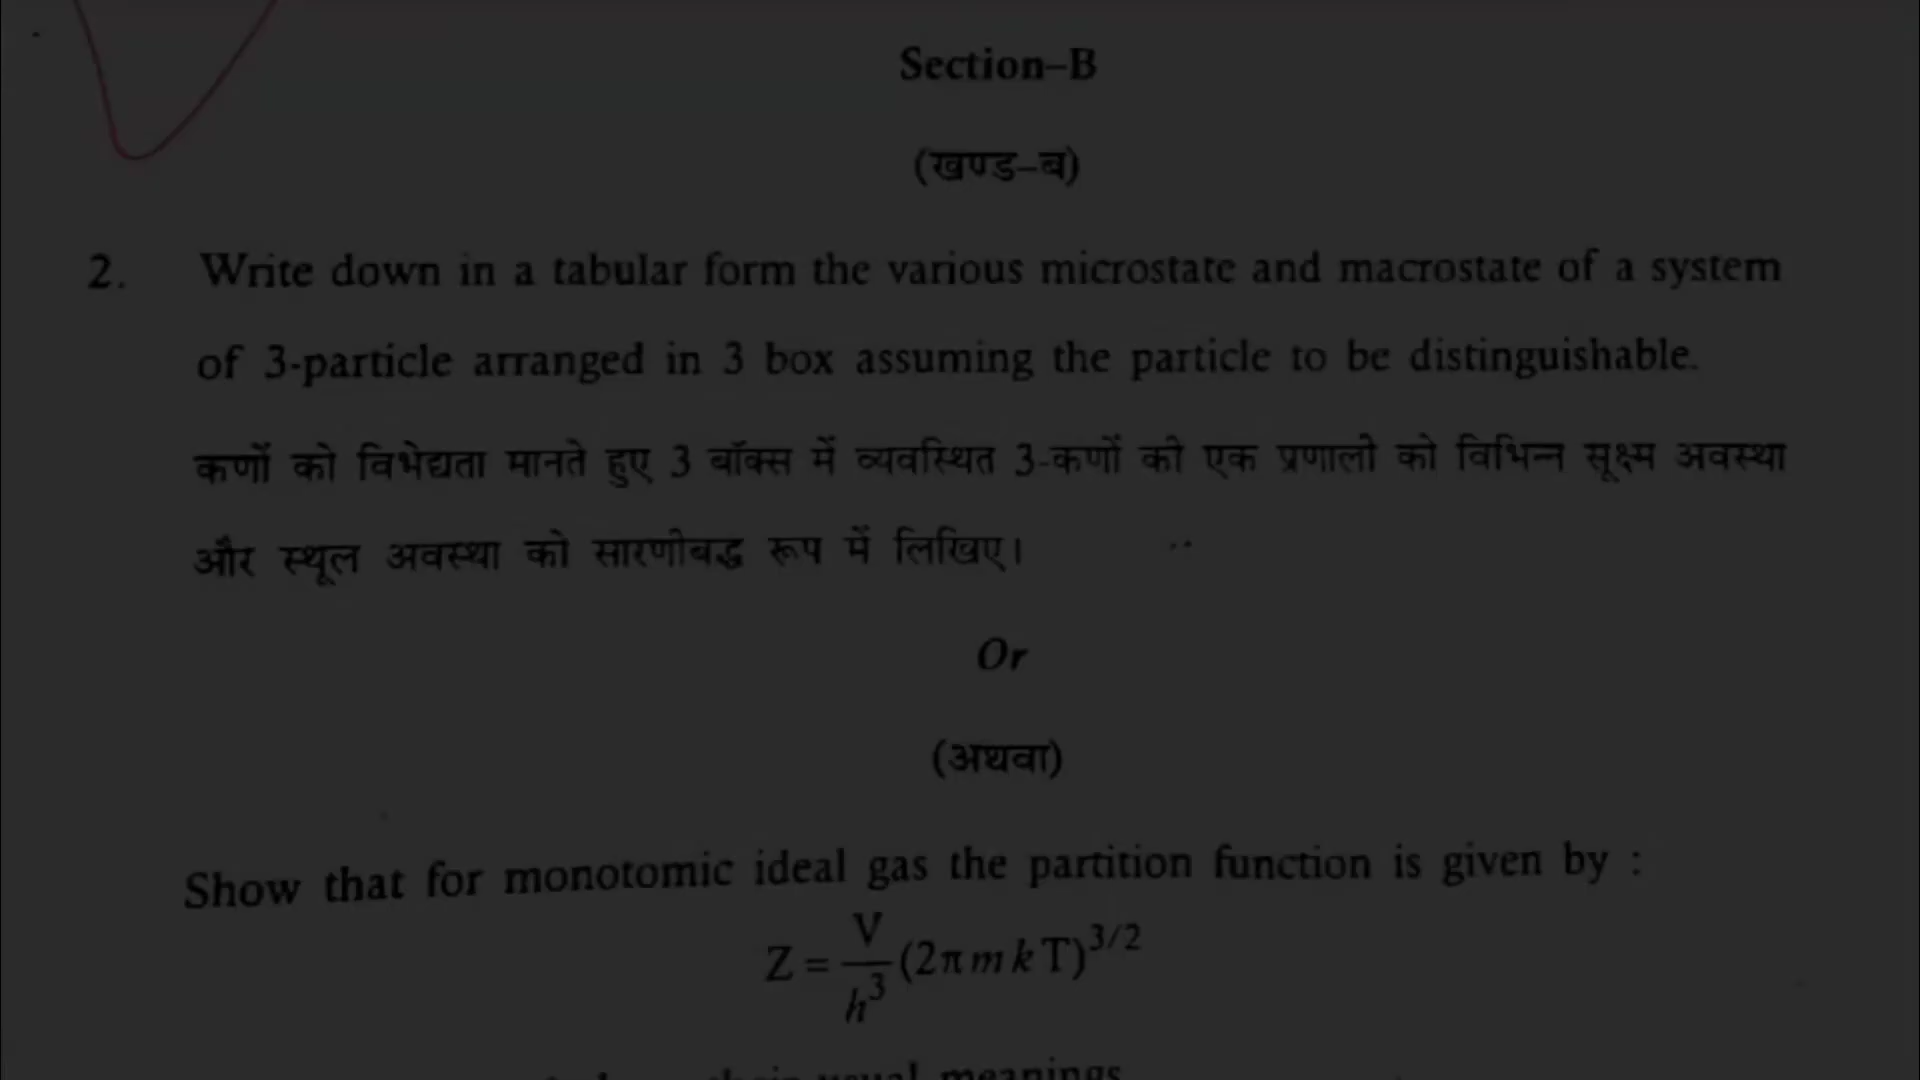 Section–B
(खण्ड–ब)
2. Write down in a tabular form the various microstate and macrostate of a system
of 3-particle arranged in 3 box assuming the particle to be distinguishable.
कणों को विभेद्यता मानते हुए 3 बॉक्स में व्यवस्थित 3-कणों की एक प्रणाली को विभिन्न सूक्ष्म अवस्था
और स्थूल अवस्था को सारणीबद्ध रूप में लिखिए।
Or
(अथवा)
Show that for monotomic ideal gas the partition function is given by :
Z = V/h³ (2π m k T)^3/2
usual meanings